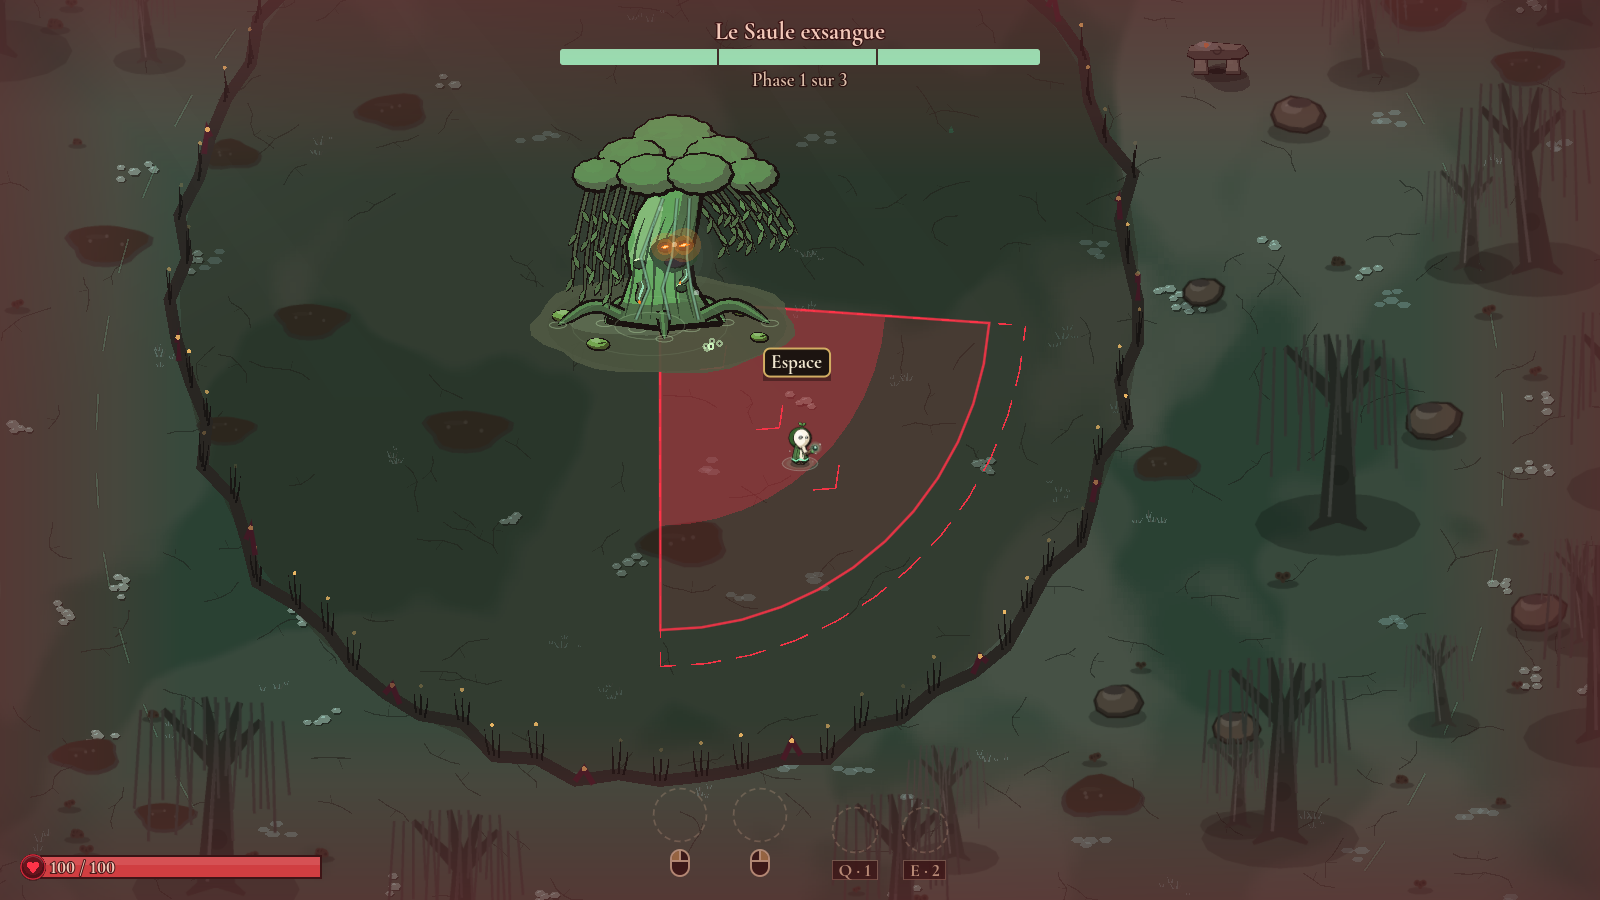 Le Saule exsangue
Phase 1 sur 3
Espace
100 / 100
Q · 1
E · 2